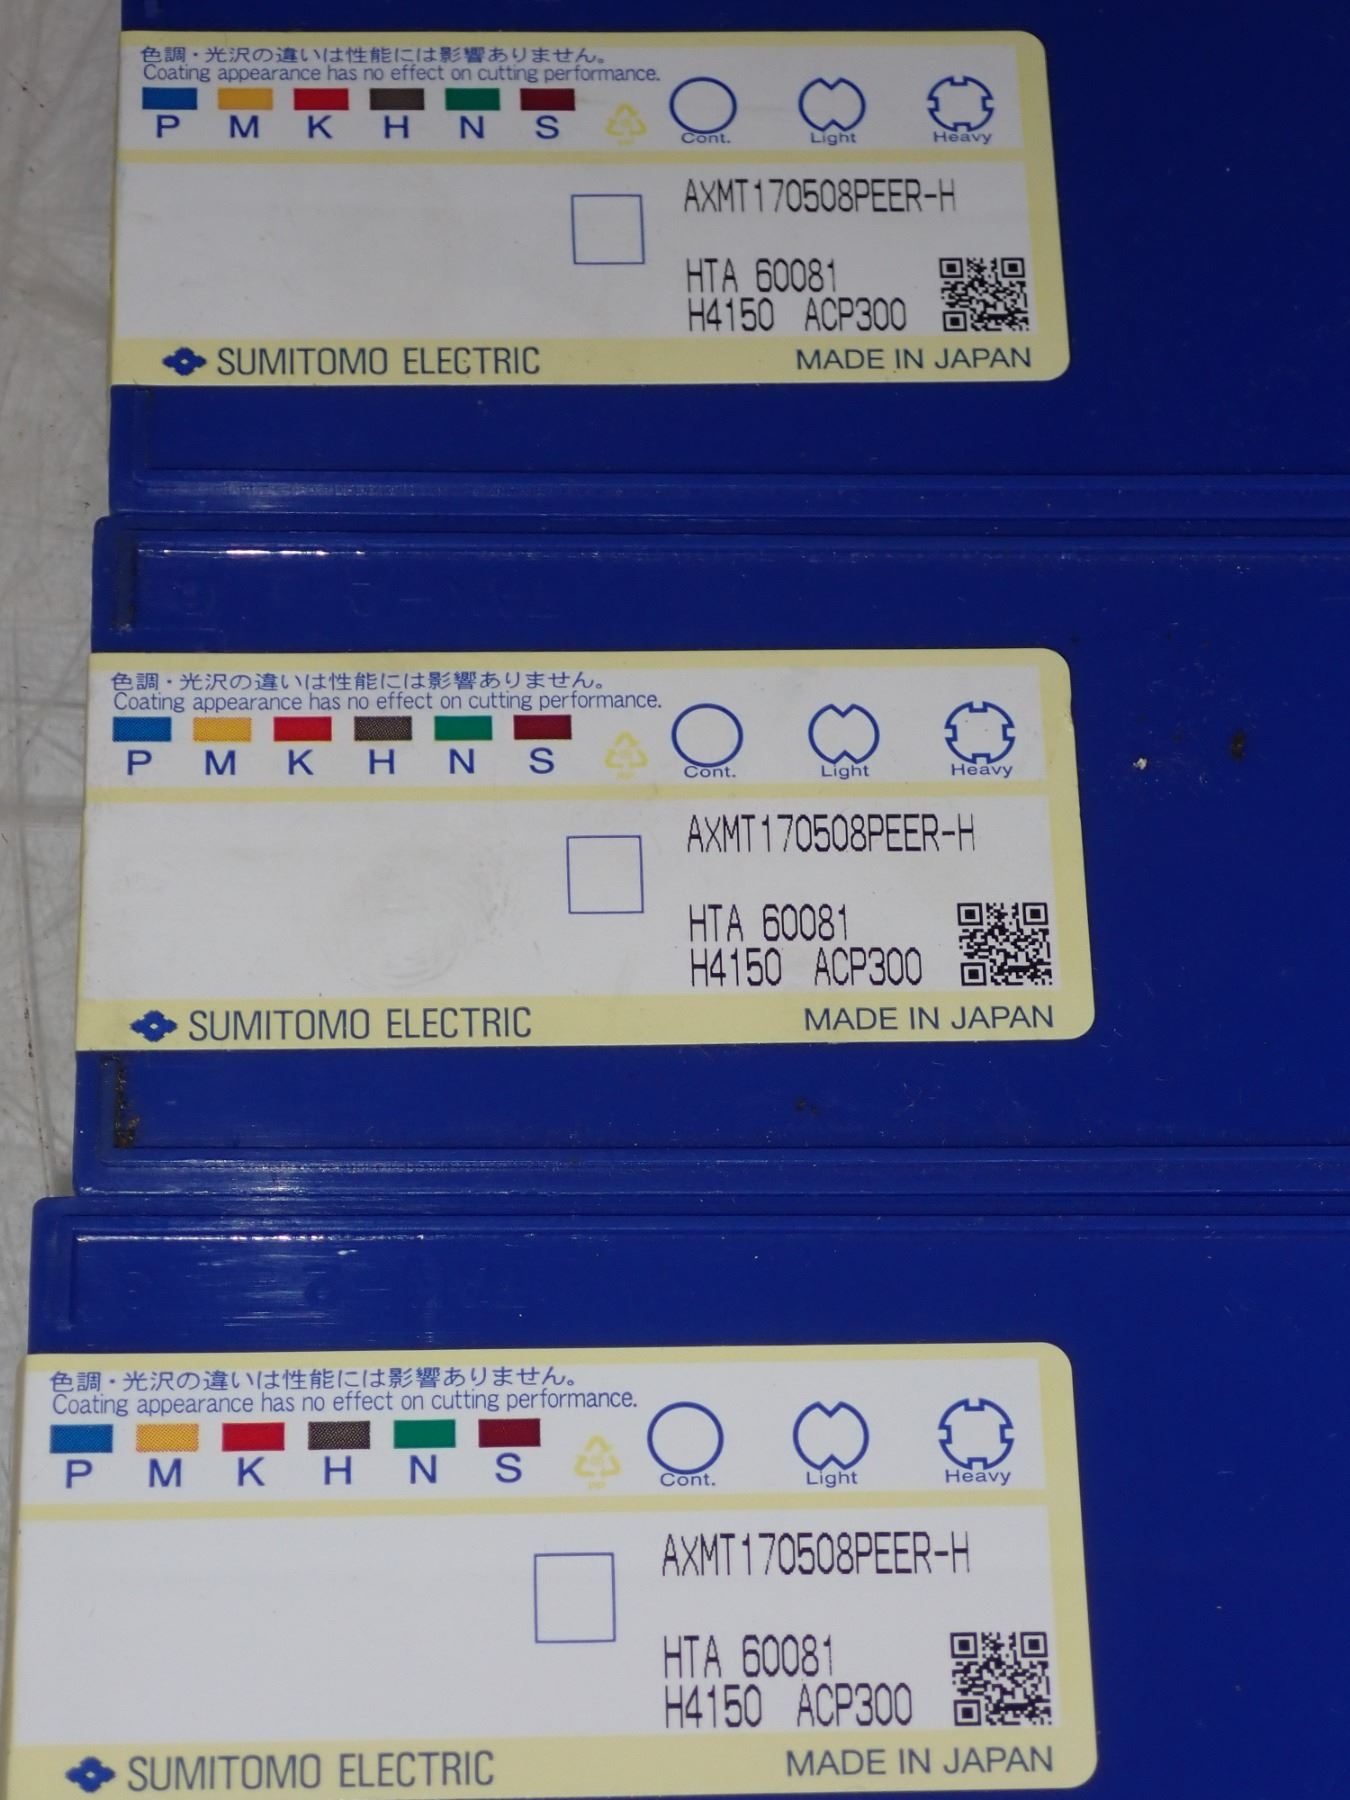 色調・光沢の違いは性能には影響ありません。
Coating appearance has no effect on cutting performance.
P M K H N S
Cont. Light Heavy
AXMT170508PEER-H
HTA 60081
H4150 ACP300
SUMITOMO ELECTRIC MADE IN JAPAN
色調・光沢の違いは性能には影響ありません。
Coating appearance has no effect on cutting performance.
P M K H N S
Cont. Light Heavy
AXMT170508PEER-H
HTA 60081
H4150 ACP300
SUMITOMO ELECTRIC MADE IN JAPAN
色調・光沢の違いは性能には影響ありません。
Coating appearance has no effect on cutting performance.
P M K H N S
Cont. Light Heavy
AXMT170508PEER-H
HTA 60081
H4150 ACP300
SUMITOMO ELECTRIC MADE IN JAPAN